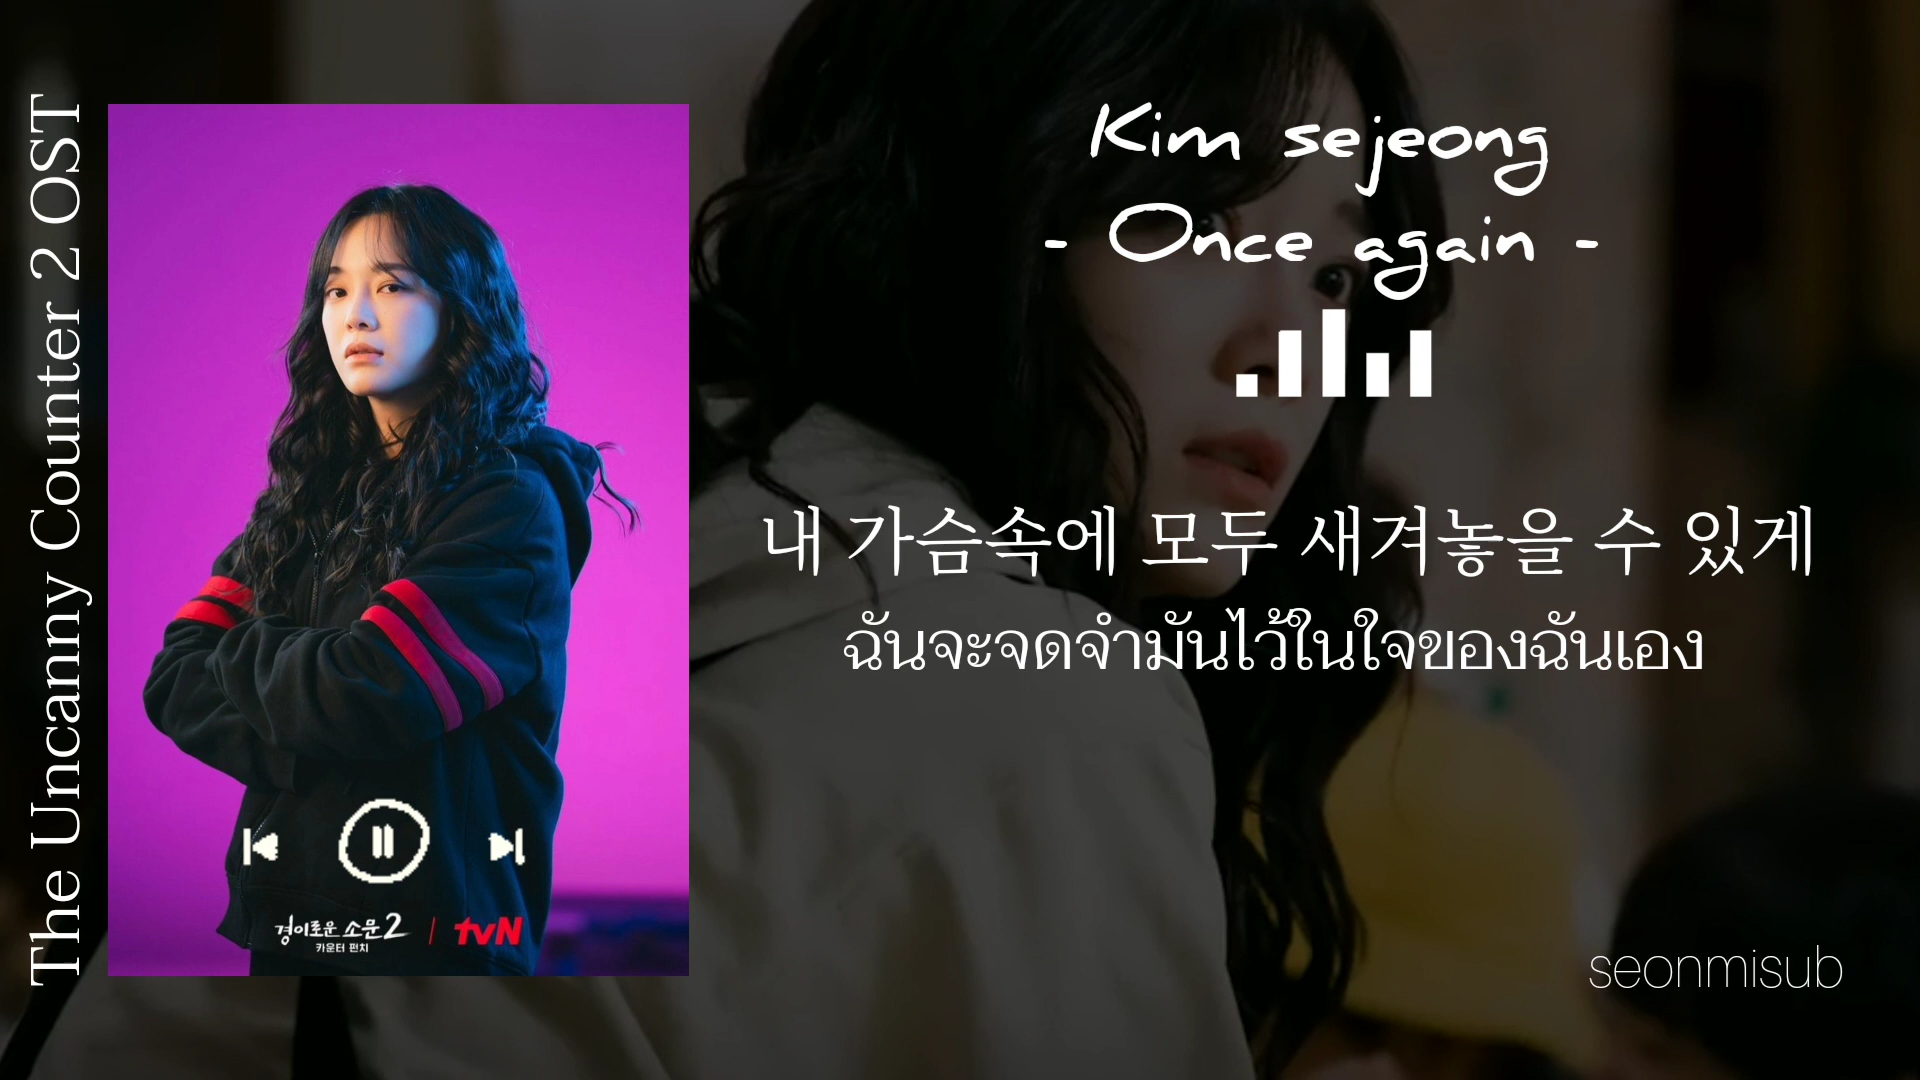 The Uncanny Counter 2 OST
Kim sejeong
- Once again -
내 가슴속에 모두 새겨놓을 수 있게
ฉันจะจดจำมันไว้ในใจของฉันเอง
경이로운 소문2
카운터 펀치
tvN
seonmisub